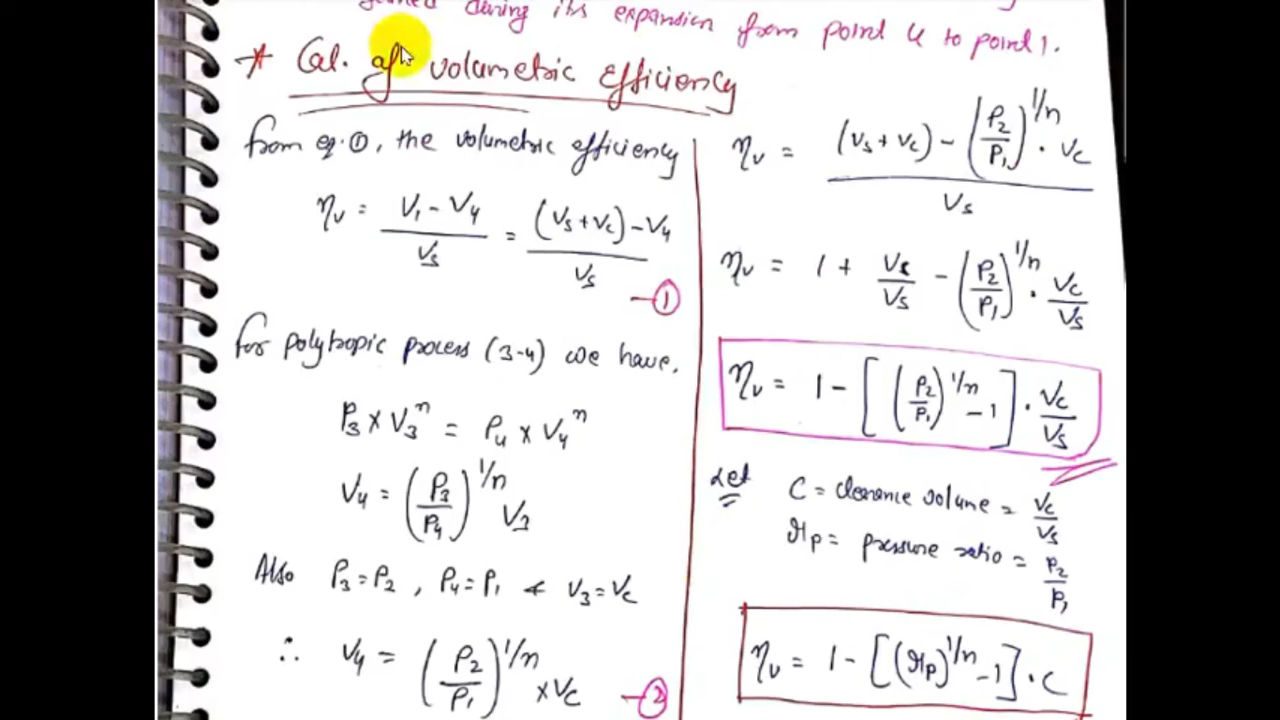 during its expansion from point 4 to point 1.
* Cal. of volumetric Efficiency
from eq. ①, the volumetric efficiency
ηv = V1 - V4 / Vs = (Vs + Vc) - V4 / Vs
—①
for polytropic process (3-4) we have,
P3 × V3^n = P4 × V4^n
V4 = (P3/P4)^1/n V3
Also P3 = P2 , P4 = P1 & V3 = Vc
∴ V4 = (P2/P1)^1/n × Vc —②
ηv = (Vs + Vc) - (P2/P1)^1/n · Vc / Vs
ηv = 1 + Vc/Vs - (P2/P1)^1/n · Vc/Vs
ηv = 1 - [(P2/P1)^1/n - 1] · Vc/Vs
Let C = clearence volume = Vc/Vs
rp = pressure ratio = P2/P1
ηv = 1 - [(rp)^1/n - 1] · C